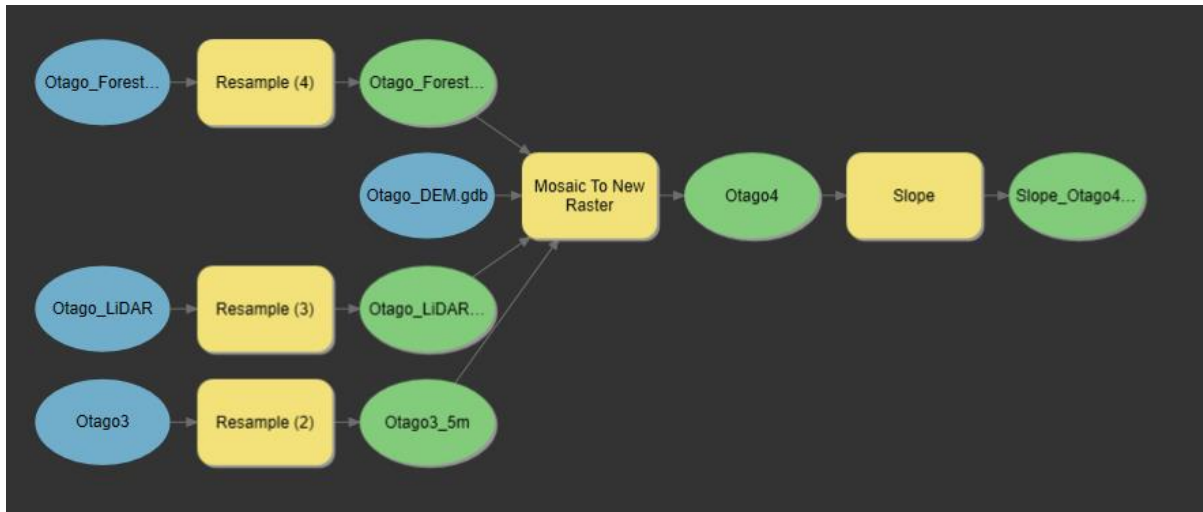 Otago_Forest...
Resample (4)
Otago_Forest...
Otago_DEM.gdb
Mosaic To New
Raster
Otago4
Slope
Slope_Otago4...
Otago_LiDAR
Resample (3)
Otago_LiDAR...
Otago3
Resample (2)
Otago3_5m